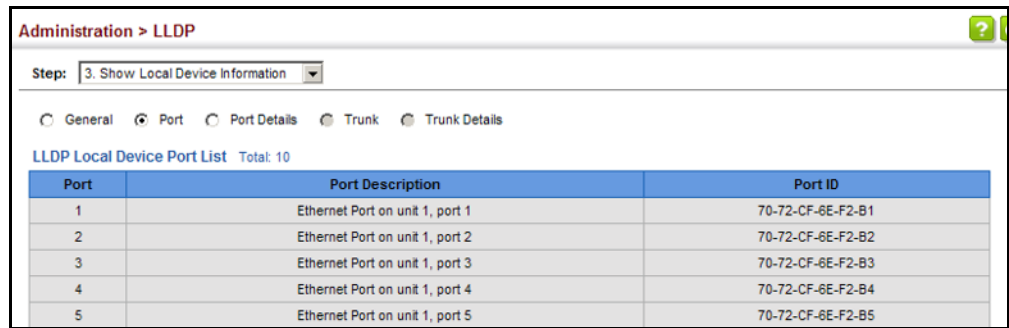 Administration > LLDP ?
Step: 3. Show Local Device Information
General Port Port Details Trunk Trunk Details
LLDP Local Device Port List Total: 10
Port Port Description Port ID
1 Ethernet Port on unit 1, port 1 70-72-CF-6E-F2-B1
2 Ethernet Port on unit 1, port 2 70-72-CF-6E-F2-B2
3 Ethernet Port on unit 1, port 3 70-72-CF-6E-F2-B3
4 Ethernet Port on unit 1, port 4 70-72-CF-6E-F2-B4
5 Ethernet Port on unit 1, port 5 70-72-CF-6E-F2-B5